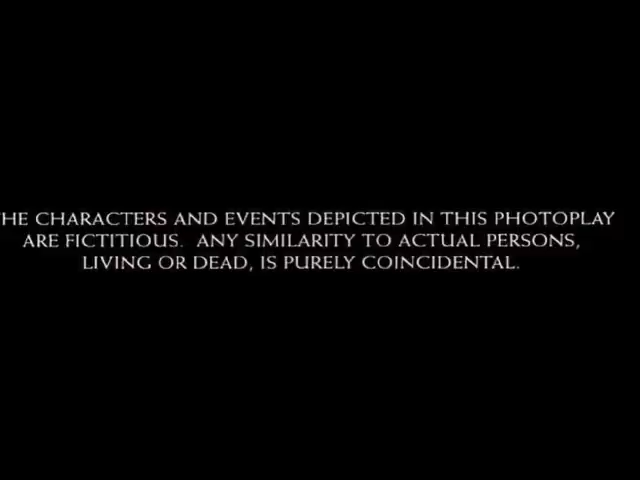 HE CHARACTERS AND EVENTS DEPICTED IN THIS PHOTOPLAY
ARE FICTITIOUS. ANY SIMILARITY TO ACTUAL PERSONS,
LIVING OR DEAD, IS PURELY COINCIDENTAL.